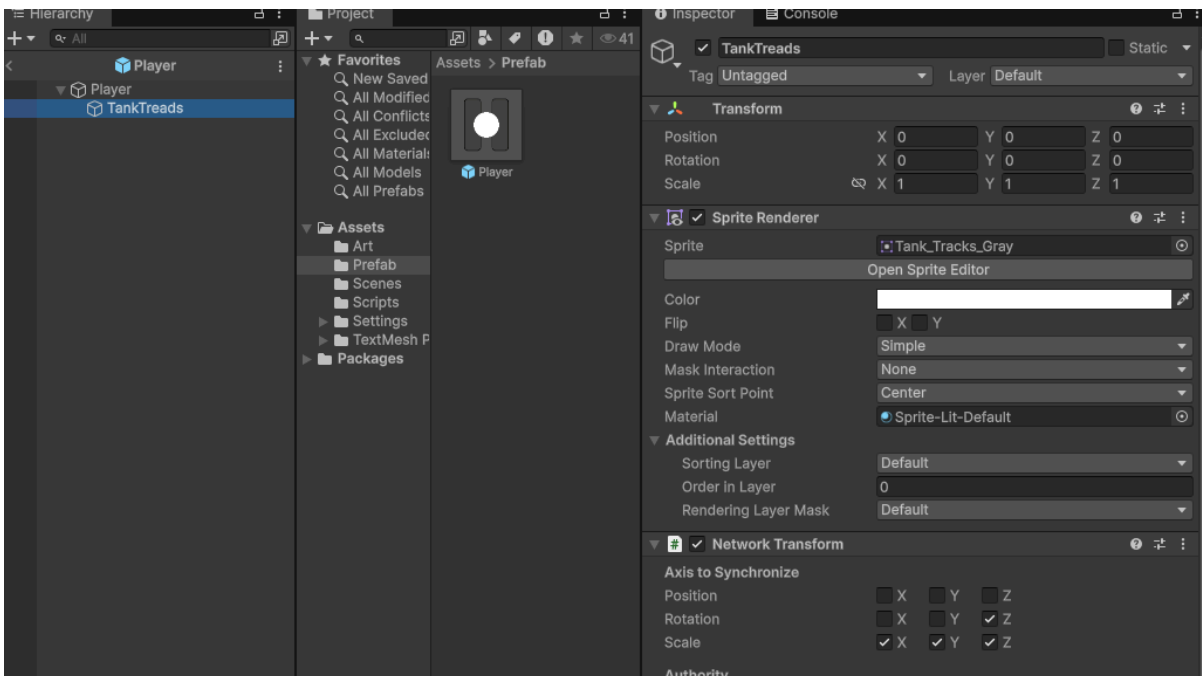 Hierarchy
All
Player
Player
TankTreads
Project
41
Favorites
New Saved
All Modified
All Conflicts
All Excluded
All Materials
All Models
All Prefabs
Assets
Art
Prefab
Scenes
Scripts
Settings
TextMesh P
Packages
Assets > Prefab
Player
Inspector
Console
TankTreads
Static
Tag Untagged
Layer Default
Transform
Position X 0 Y 0 Z 0
Rotation X 0 Y 0 Z 0
Scale X 1 Y 1 Z 1
Sprite Renderer
Sprite Tank_Tracks_Gray
Open Sprite Editor
Color
Flip X Y
Draw Mode Simple
Mask Interaction None
Sprite Sort Point Center
Material Sprite-Lit-Default
Additional Settings
Sorting Layer Default
Order in Layer 0
Rendering Layer Mask Default
Network Transform
Axis to Synchronize
Position X Y Z
Rotation X Y Z
Scale X Y Z
Authority